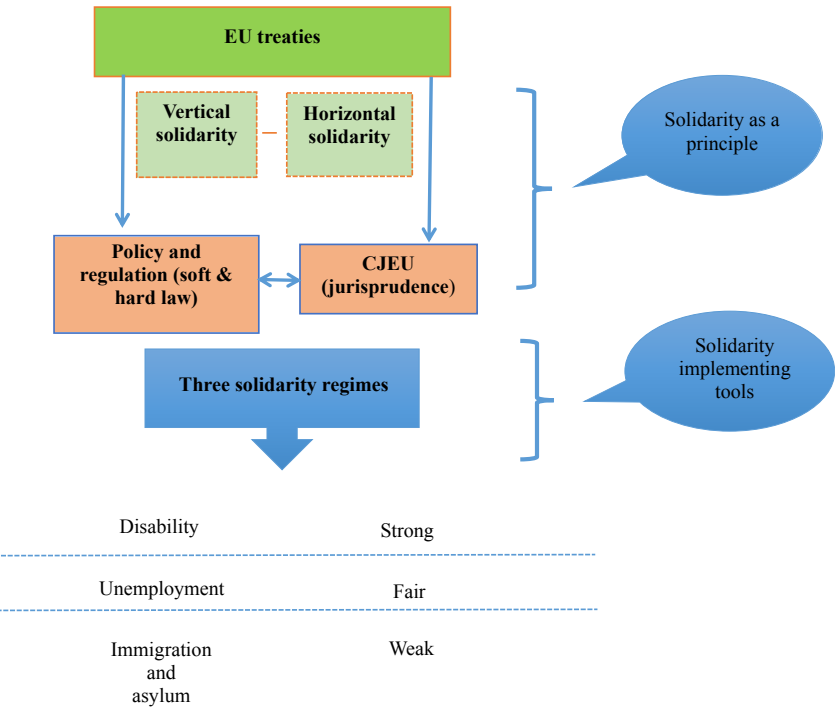 EU treaties
Vertical
solidarity
Horizontal
solidarity
Solidarity as a
principle
Policy and
regulation (soft &
hard law)
CJEU
(jurisprudence)
Solidarity
implementing
tools
Three solidarity regimes
Disability
Strong
Unemployment
Fair
Immigration
and
asylum
Weak